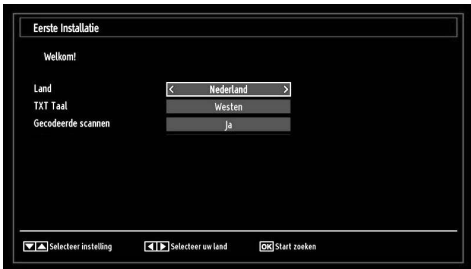 Eerste Installatie
Welkom!
Land < Nederland >
TXT Taal Westen
Gecodeerde scannen Ja
Selecteer instelling Selecteer uw land OK Start zoeken